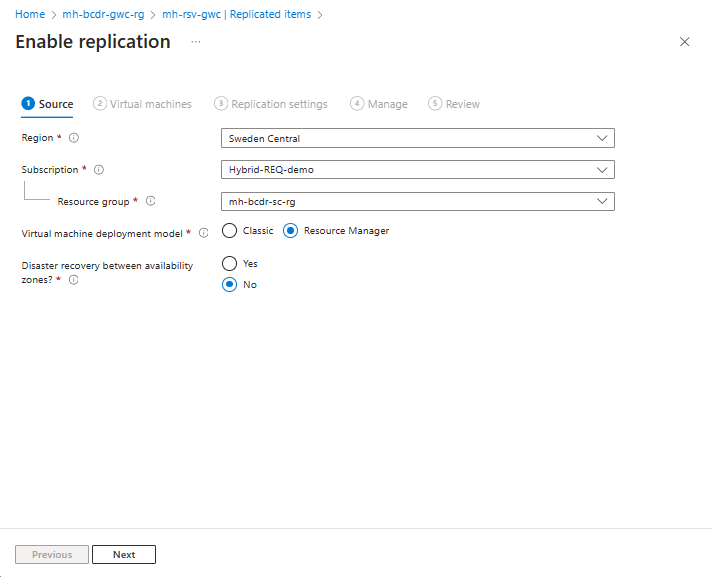 Home > mh-bcdr-gwc-rg > mh-rsv-gwc | Replicated items >
Enable replication ...
1 Source 2 Virtual machines 3 Replication settings 4 Manage 5 Review
Region * Sweden Central
Subscription * Hybrid-REQ-demo
Resource group * mh-bcdr-sc-rg
Virtual machine deployment model * Classic Resource Manager
Disaster recovery between availability
zones? *
Yes
No
Previous Next